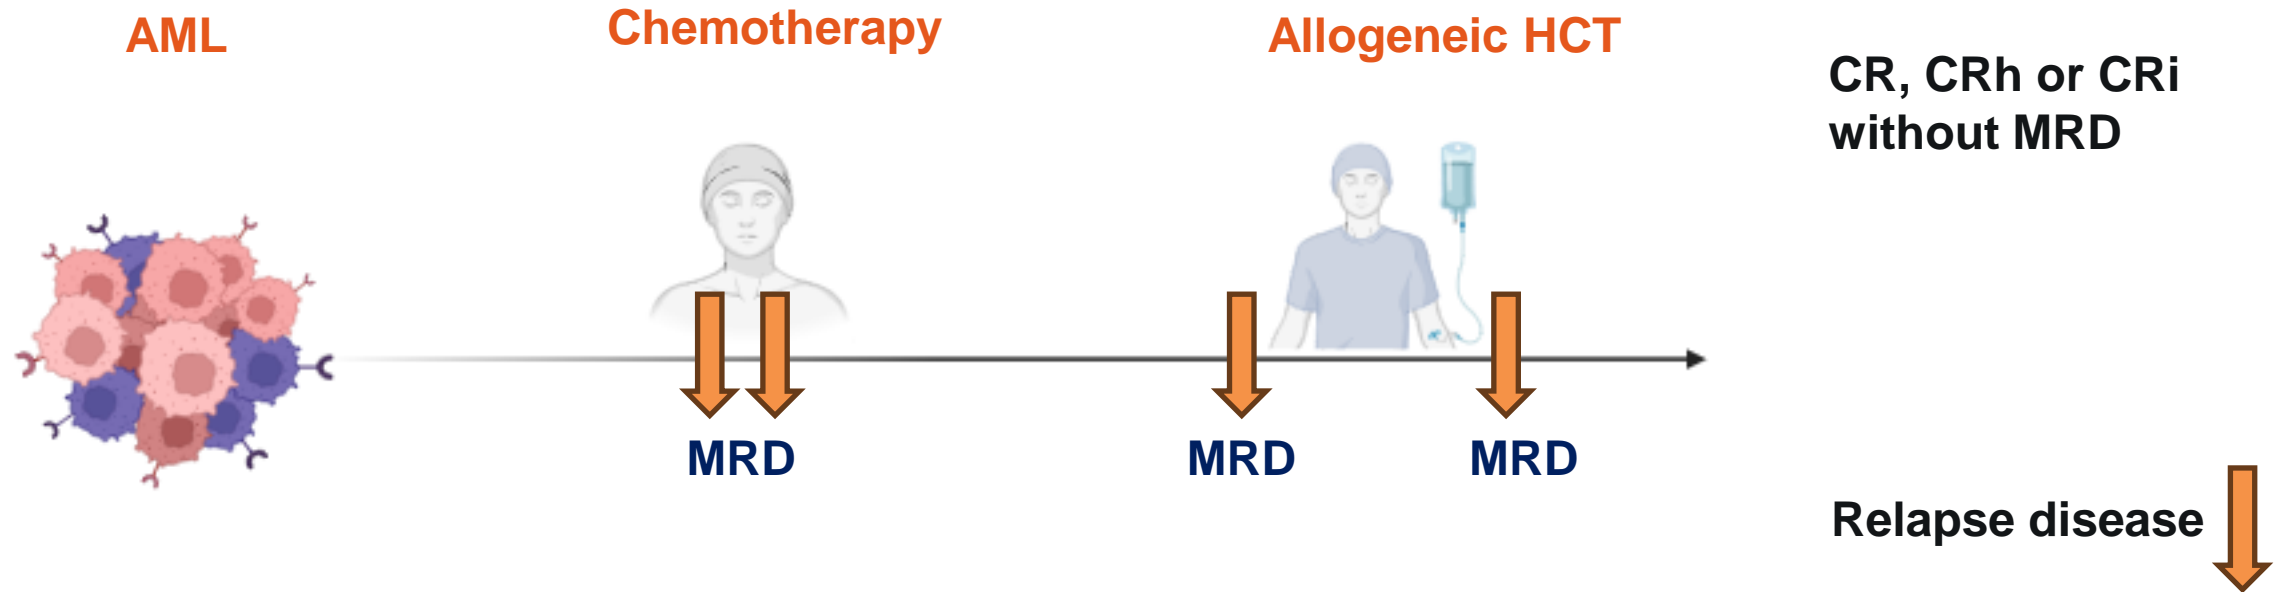 AML
Chemotherapy
Allogeneic HCT
CR, CRh or CRi
without MRD
MRD
MRD
MRD
Relapse disease